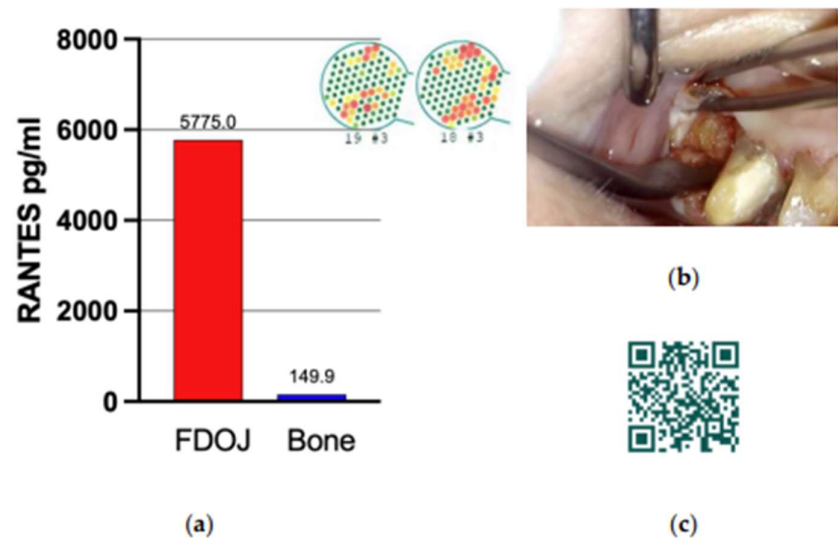 RANTES pg/ml
8000
6000
4000
2000
0
5775.0
149.9
FDOJ Bone
19 #3 18 #3
(a)
(b)
(c)